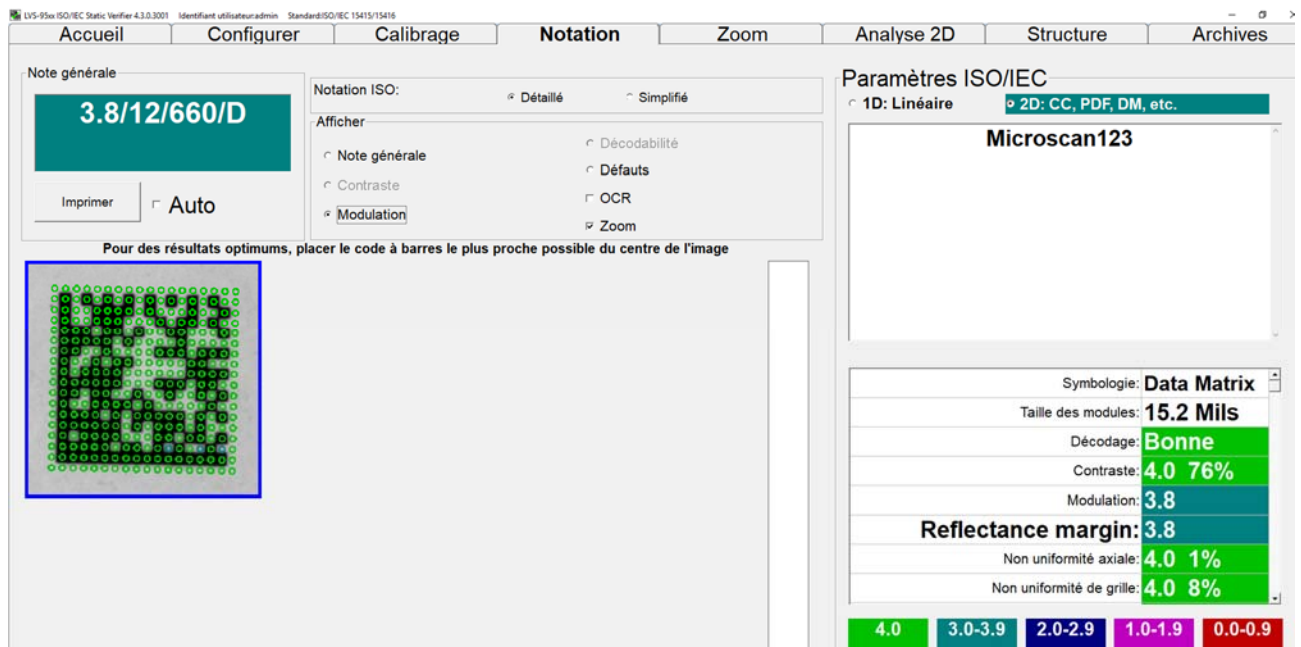 LVS-95xx ISO/IEC Static Verifier 4.3.0.3001 Identifiant utilisateur:admin Standard:ISO/IEC 15415/15416
Accueil Configurer Calibrage Notation Zoom Analyse 2D Structure Archives
Note générale
3.8/12/660/D
Imprimer
Auto
Notation ISO:
Détaillé
Simplifié
Afficher
Note générale
Contraste
Modulation
Décodabilité
Défauts
OCR
Zoom
Pour des résultats optimums, placer le code à barres le plus proche possible du centre de l'image
Paramètres ISO/IEC
1D: Linéaire
2D: CC, PDF, DM, etc.
Microscan123
Symbologie: Data Matrix
Taille des modules: 15.2 Mils
Décodage: Bonne
Contraste: 4.0 76%
Modulation: 3.8
Reflectance margin: 3.8
Non uniformité axiale: 4.0 1%
Non uniformité de grille: 4.0 8%
4.0 3.0-3.9 2.0-2.9 1.0-1.9 0.0-0.9